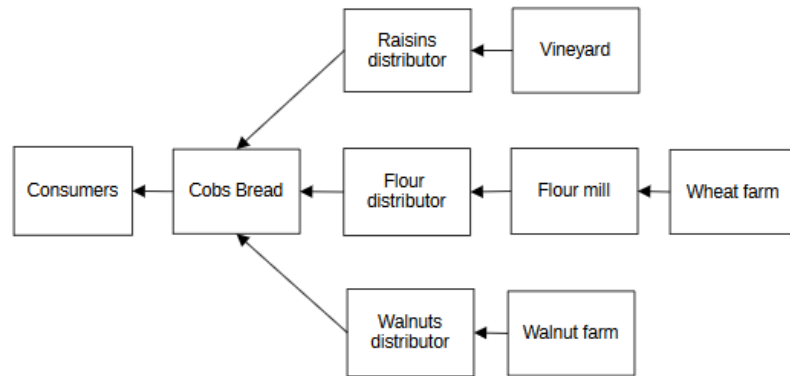 Raisins
distributor
Vineyard
Consumers
Cobs Bread
Flour
distributor
Flour mill
Wheat farm
Walnuts
distributor
Walnut farm